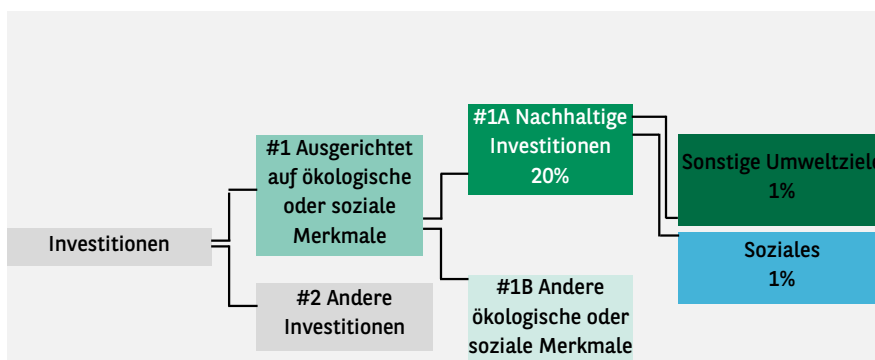 Investitionen
#1 Ausgerichtet
auf ökologische
oder soziale
Merkmale
#2 Andere
Investitionen
#1A Nachhaltige
Investitionen
20%
#1B Andere
ökologische oder
soziale Merkmale
Sonstige Umweltziele
1%
Soziales
1%